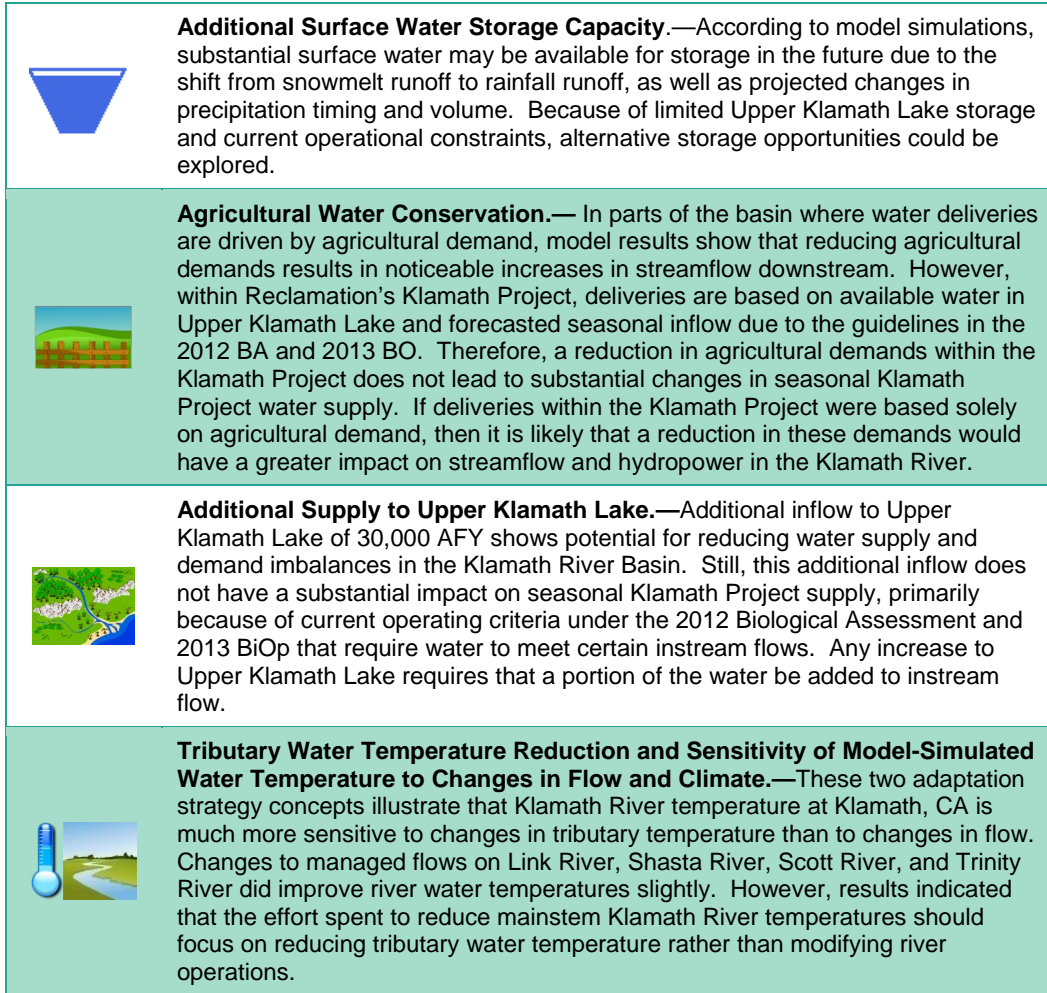 Additional Surface Water Storage Capacity.—According to model simulations,
substantial surface water may be available for storage in the future due to the
shift from snowmelt runoff to rainfall runoff, as well as projected changes in
precipitation timing and volume.  Because of limited Upper Klamath Lake storage
and current operational constraints, alternative storage opportunities could be
explored.
Agricultural Water Conservation.— In parts of the basin where water deliveries
are driven by agricultural demand, model results show that reducing agricultural
demands results in noticeable increases in streamflow downstream.  However,
within Reclamation's Klamath Project, deliveries are based on available water in
Upper Klamath Lake and forecasted seasonal inflow due to the guidelines in the
2012 BA and 2013 BO.  Therefore, a reduction in agricultural demands within the
Klamath Project does not lead to substantial changes in seasonal Klamath
Project water supply.  If deliveries within the Klamath Project were based solely
on agricultural demand, then it is likely that a reduction in these demands would
have a greater impact on streamflow and hydropower in the Klamath River.
Additional Supply to Upper Klamath Lake.—Additional inflow to Upper
Klamath Lake of 30,000 AFY shows potential for reducing water supply and
demand imbalances in the Klamath River Basin.  Still, this additional inflow does
not have a substantial impact on seasonal Klamath Project supply, primarily
because of current operating criteria under the 2012 Biological Assessment and
2013 BiOp that require water to meet certain instream flows.  Any increase to
Upper Klamath Lake requires that a portion of the water be added to instream
flow.
Tributary Water Temperature Reduction and Sensitivity of Model-Simulated
Water Temperature to Changes in Flow and Climate.—These two adaptation
strategy concepts illustrate that Klamath River temperature at Klamath, CA is
much more sensitive to changes in tributary temperature than to changes in flow.
Changes to managed flows on Link River, Shasta River, Scott River, and Trinity
River did improve river water temperatures slightly.  However, results indicated
that the effort spent to reduce mainstem Klamath River temperatures should
focus on reducing tributary water temperature rather than modifying river
operations.